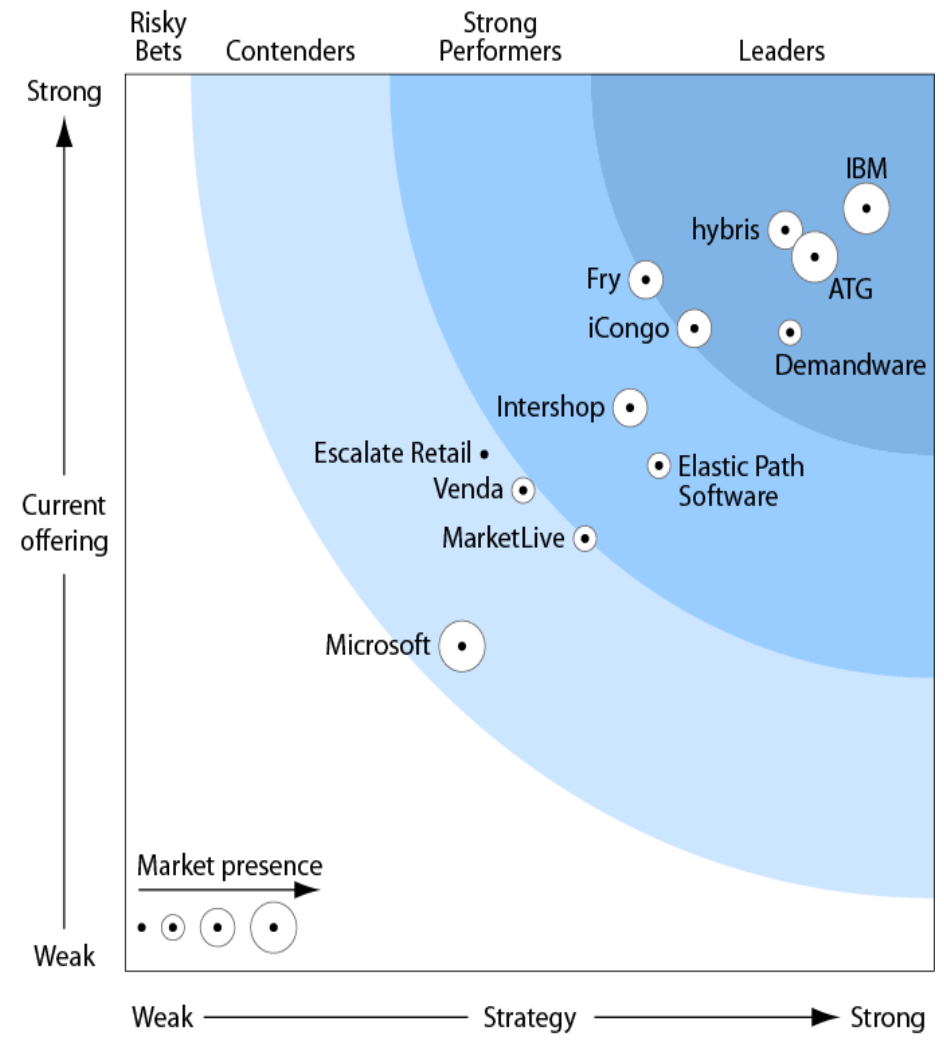 Risky
Bets
Contenders
Strong
Performers
Leaders
Strong
IBM
hybris
ATG
Fry
iCongo
Demandware
Intershop
Escalate Retail
Elastic Path
Software
Venda
Current
offering
MarketLive
Microsoft
Market presence
Weak
Weak
Strategy
Strong